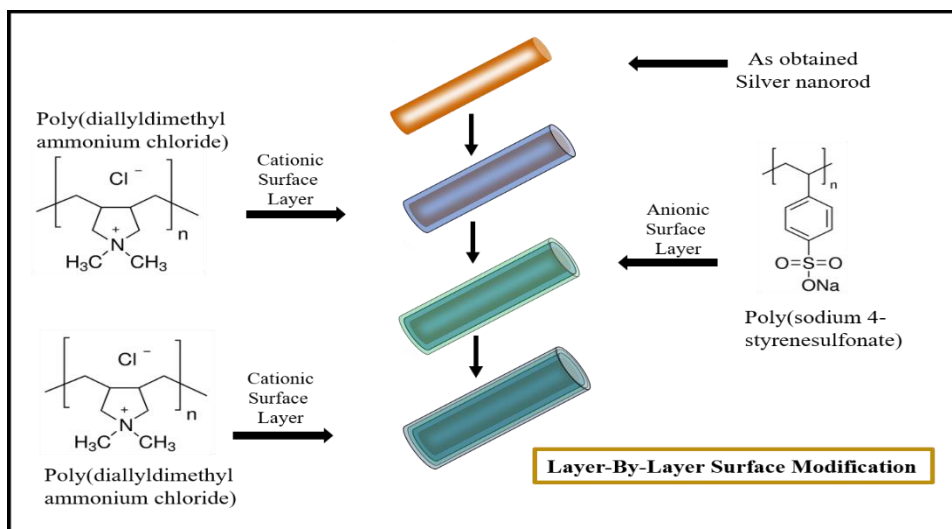 As obtained
Silver nanorod
Poly(diallyldimethyl
ammonium chloride)
Cl⁻
n
N
+
H₃C
CH₃
Cationic
Surface
Layer
Anionic
Surface
Layer
n
O=S=O
ONa
Poly(sodium 4-
styrenesulfonate)
Cl⁻
n
N
+
H₃C
CH₃
Poly(diallyldimethyl
ammonium chloride)
Cationic
Surface
Layer
Layer-By-Layer Surface Modification